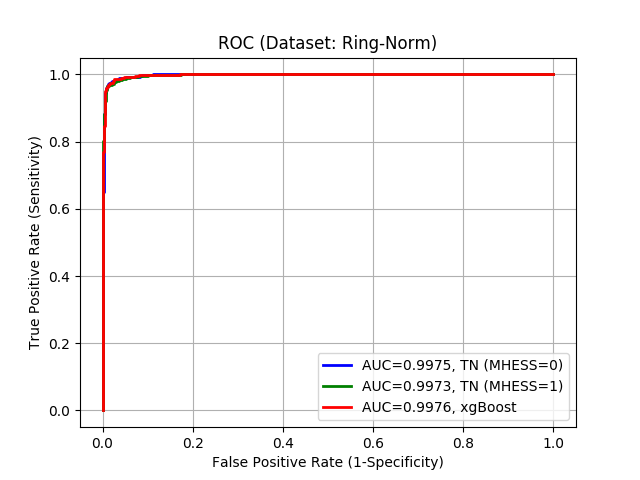 ROC (Dataset: Ring-Norm)
1.0
0.8
0.6
0.4
0.2
0.0
True Positive Rate (Sensitivity)
AUC=0.9975, TN (MHESS=0)
AUC=0.9973, TN (MHESS=1)
AUC=0.9976, xgBoost
0.0 0.2 0.4 0.6 0.8 1.0
False Positive Rate (1-Specificity)